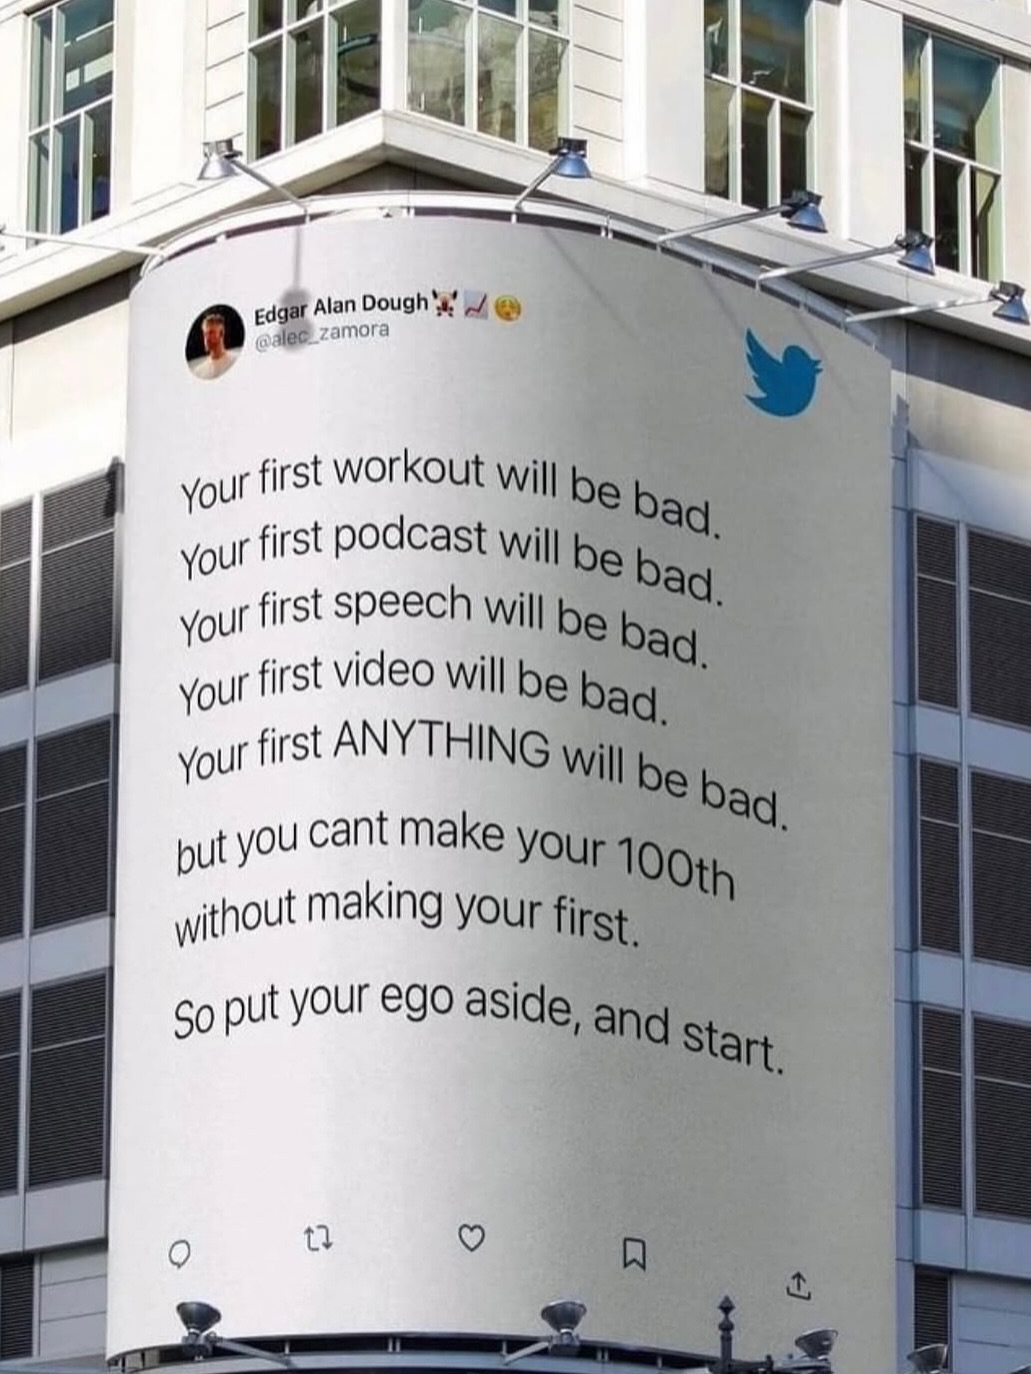 Edgar Alan Dough
@alec_zamora
Your first workout will be bad.
Your first podcast will be bad.
Your first speech will be bad.
Your first video will be bad.
Your first ANYTHING will be bad.
but you cant make your 100th
without making your first.
So put your ego aside, and start.